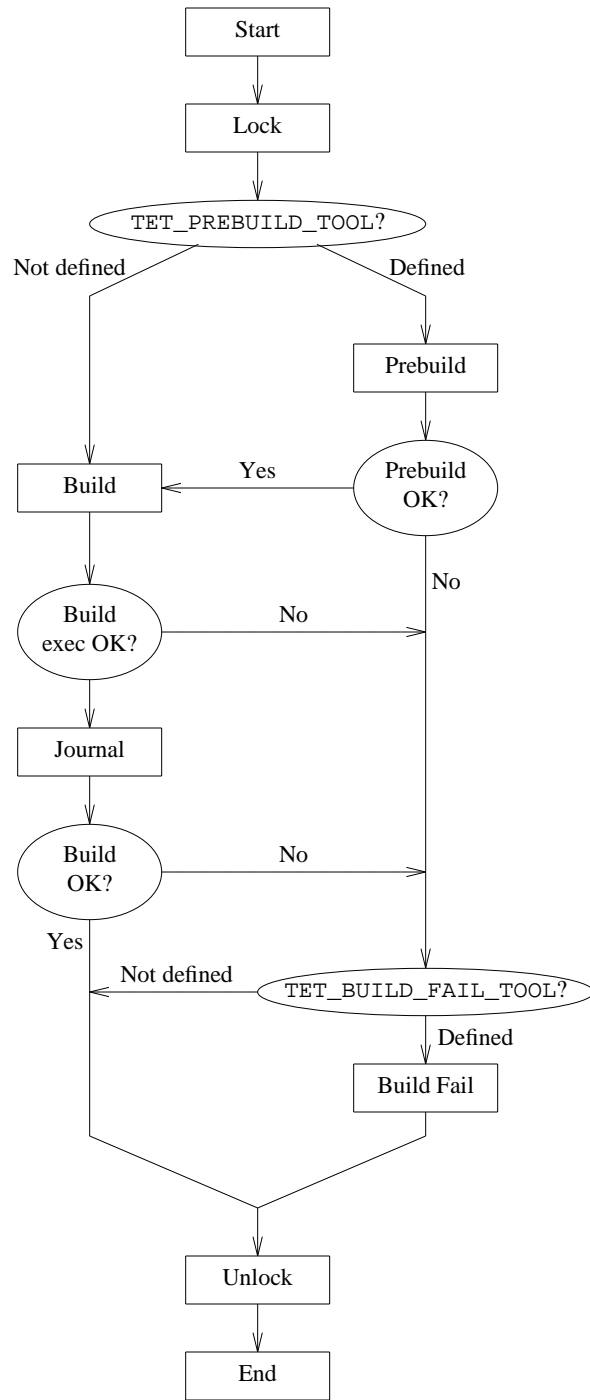 Start
Lock
TET_PREBUILD_TOOL?
Not defined
Defined
Prebuild
Yes
Build
Prebuild
OK?
No
Build
exec OK?
No
Journal
Build
OK?
No
Yes
Not defined
TET_BUILD_FAIL_TOOL?
Defined
Build Fail
Unlock
End